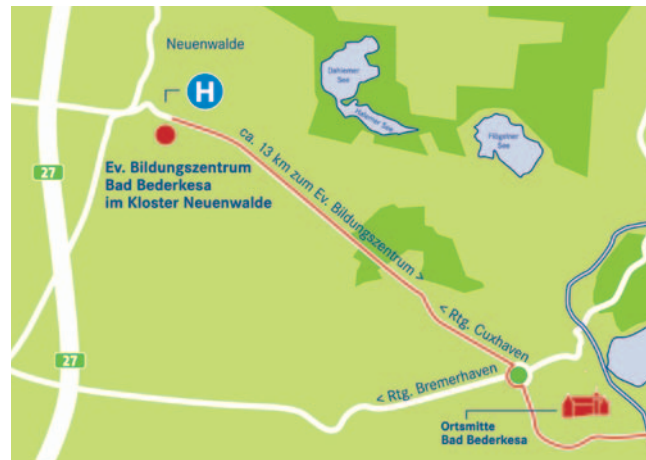 Neuenwalde
H
Dahlemer
See
Halemer See
Flögelner
See
ca. 13 km zum Ev. Bildungszentrum >
27
Ev. Bildungszentrum
Bad Bederkesa
im Kloster Neuenwalde
< Rtg. Cuxhaven
27
< Rtg. Bremerhaven
Ortsmitte
Bad Bederkesa